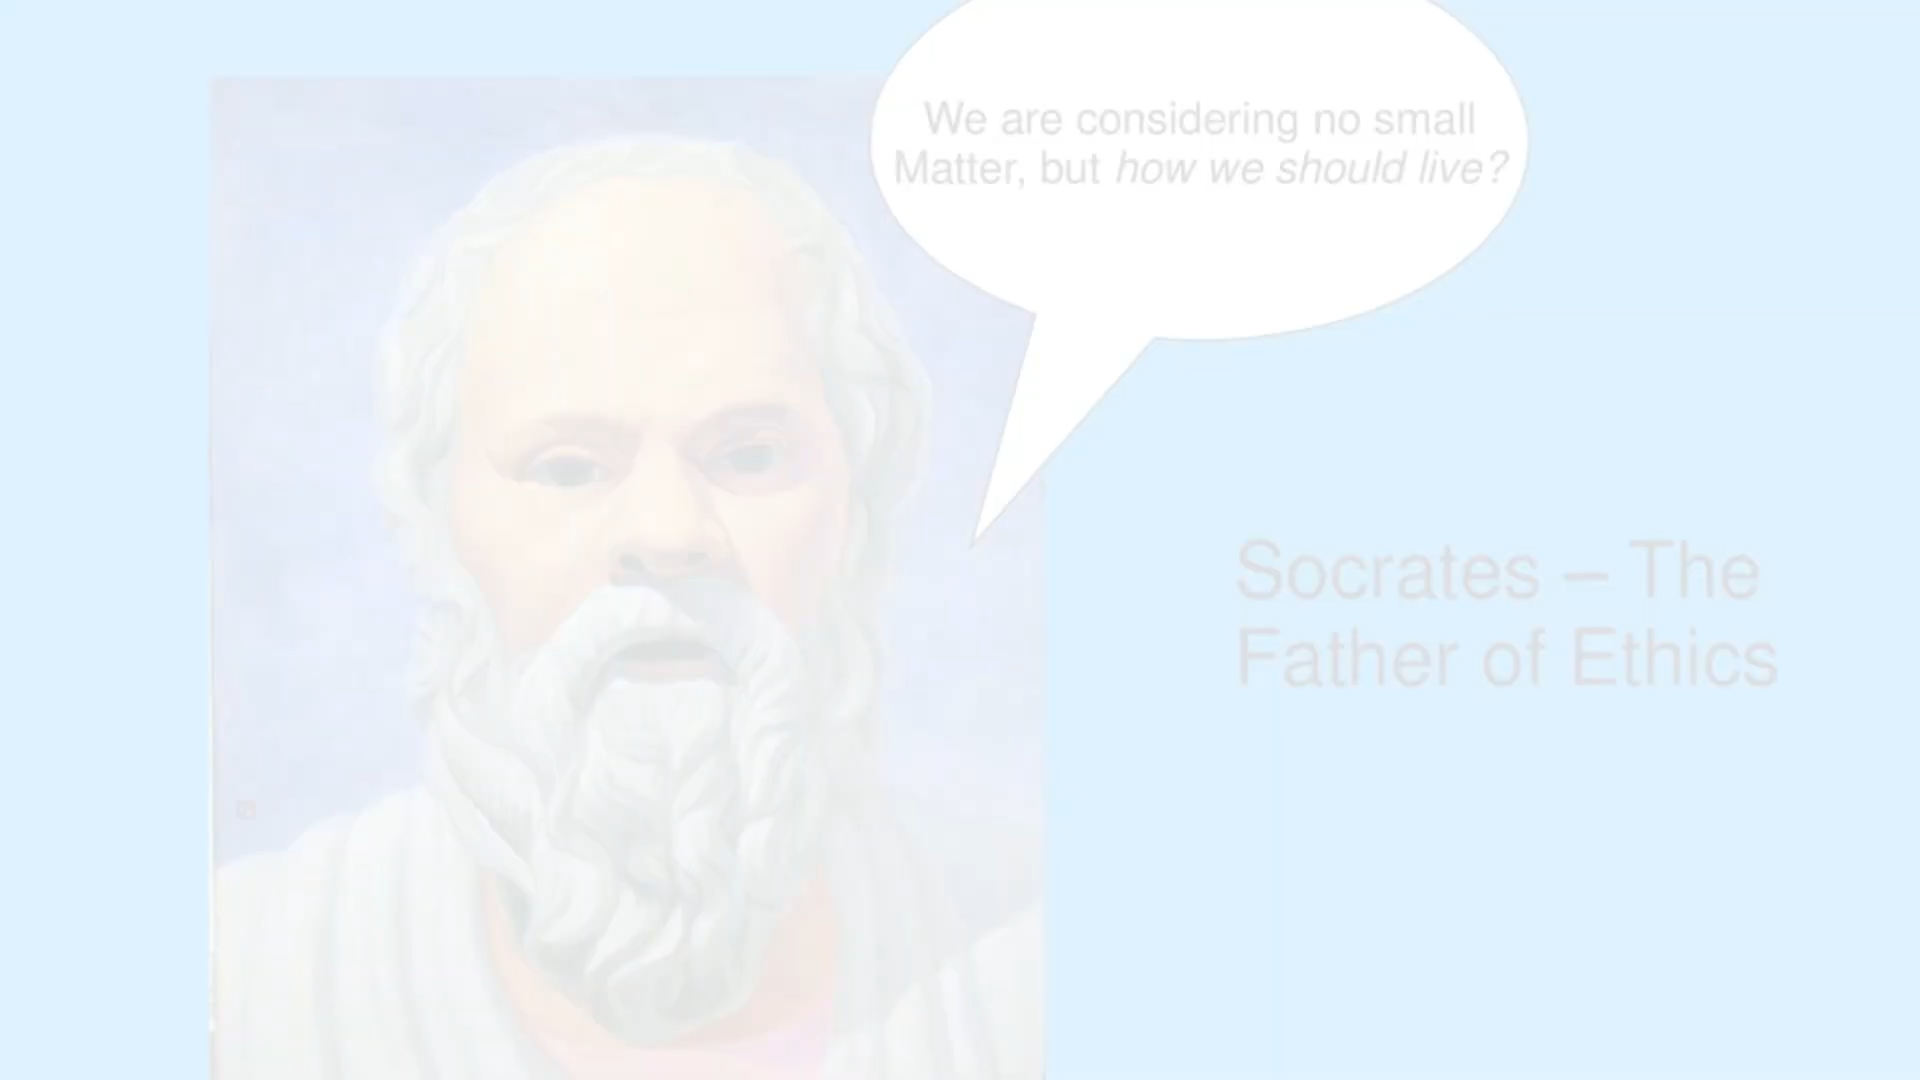 We are considering no small
Matter, but how we should live?
Socrates – The
Father of Ethics